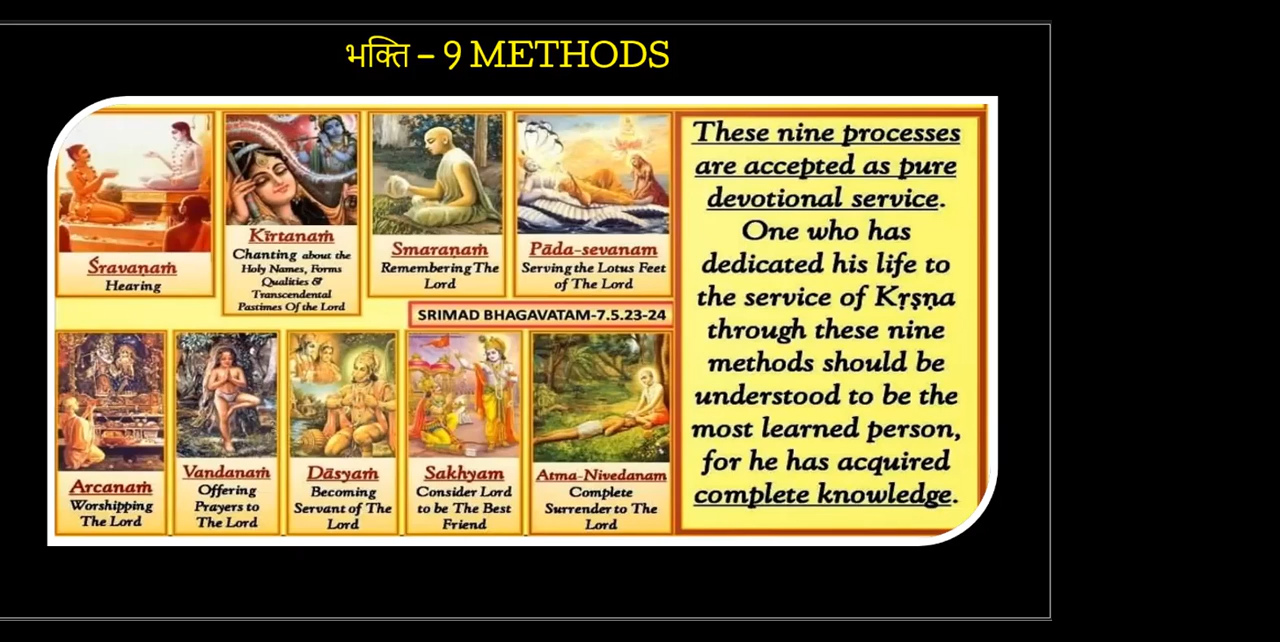 भक्ति – 9 METHODS
Śravaṇaṁ
Hearing
Kīrtanaṁ
Chanting about the
Holy Names, Forms
Qualities &
Transcendental
Pastimes Of the Lord
Smaraṇaṁ
Remembering The
Lord
Pāda-sevanam
Serving the Lotus Feet
of The Lord
SRIMAD BHAGAVATAM-7.5.23-24
Arcanaṁ
Worshipping
The Lord
Vandanaṁ
Offering
Prayers to
The Lord
Dāsyaṁ
Becoming
Servant of The
Lord
Sakhyam
Consider Lord
to be The Best
Friend
Atma-Nivedanam
Complete
Surrender to The
Lord
These nine processes
are accepted as pure
devotional service.
One who has
dedicated his life to
the service of Kṛṣṇa
through these nine
methods should be
understood to be the
most learned person,
for he has acquired
complete knowledge.